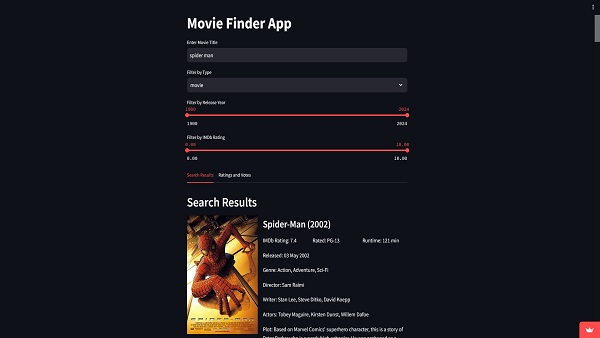 Movie Finder App
Enter Movie Title
spider man
Filter by Type
movie
Filter by Release Year
1900 2024
1900 2024
Filter by IMDb Rating
0.00 10.00
0.00 10.00
Search Results Ratings and Votes
Search Results
Spider-Man (2002)
IMDb Rating: 7.4 Rated: PG-13 Runtime: 121 min
Released: 03 May 2002
Genre: Action, Adventure, Sci-Fi
Director: Sam Raimi
Writer: Stan Lee, Steve Ditko, David Koepp
Actors: Tobey Maguire, Kirsten Dunst, Willem Dafoe
Plot: Based on Marvel Comics' superhero character, this is a story of